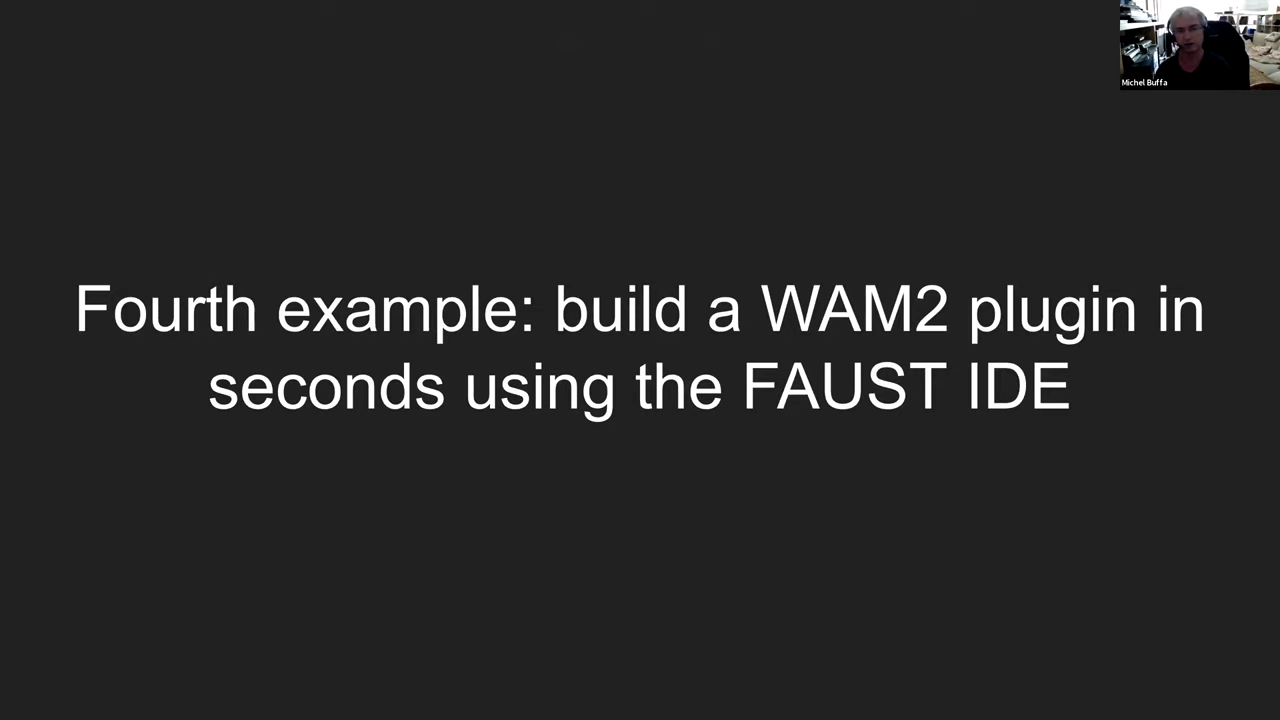 Michel Buffa
Fourth example: build a WAM2 plugin in
seconds using the FAUST IDE